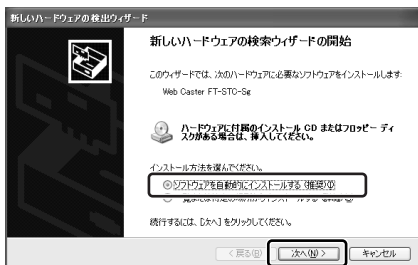 新しいハードウェアの検出ウィザード
新しいハードウェアの検索ウィザードの開始
このウィザードでは、次のハードウェアに必要なソフトウェアをインストールします:
Web Caster FT-STC-Sg
ハードウェアに付属のインストール CD またはフロッピー ディ
スクがある場合は、挿入してください。
インストール方法を選んでください。
ソフトウェアを自動的にインストールする (推奨)(I)
続行するには、[次へ] をクリックしてください。
< 戻る(B)
次へ(N) >
キャンセル